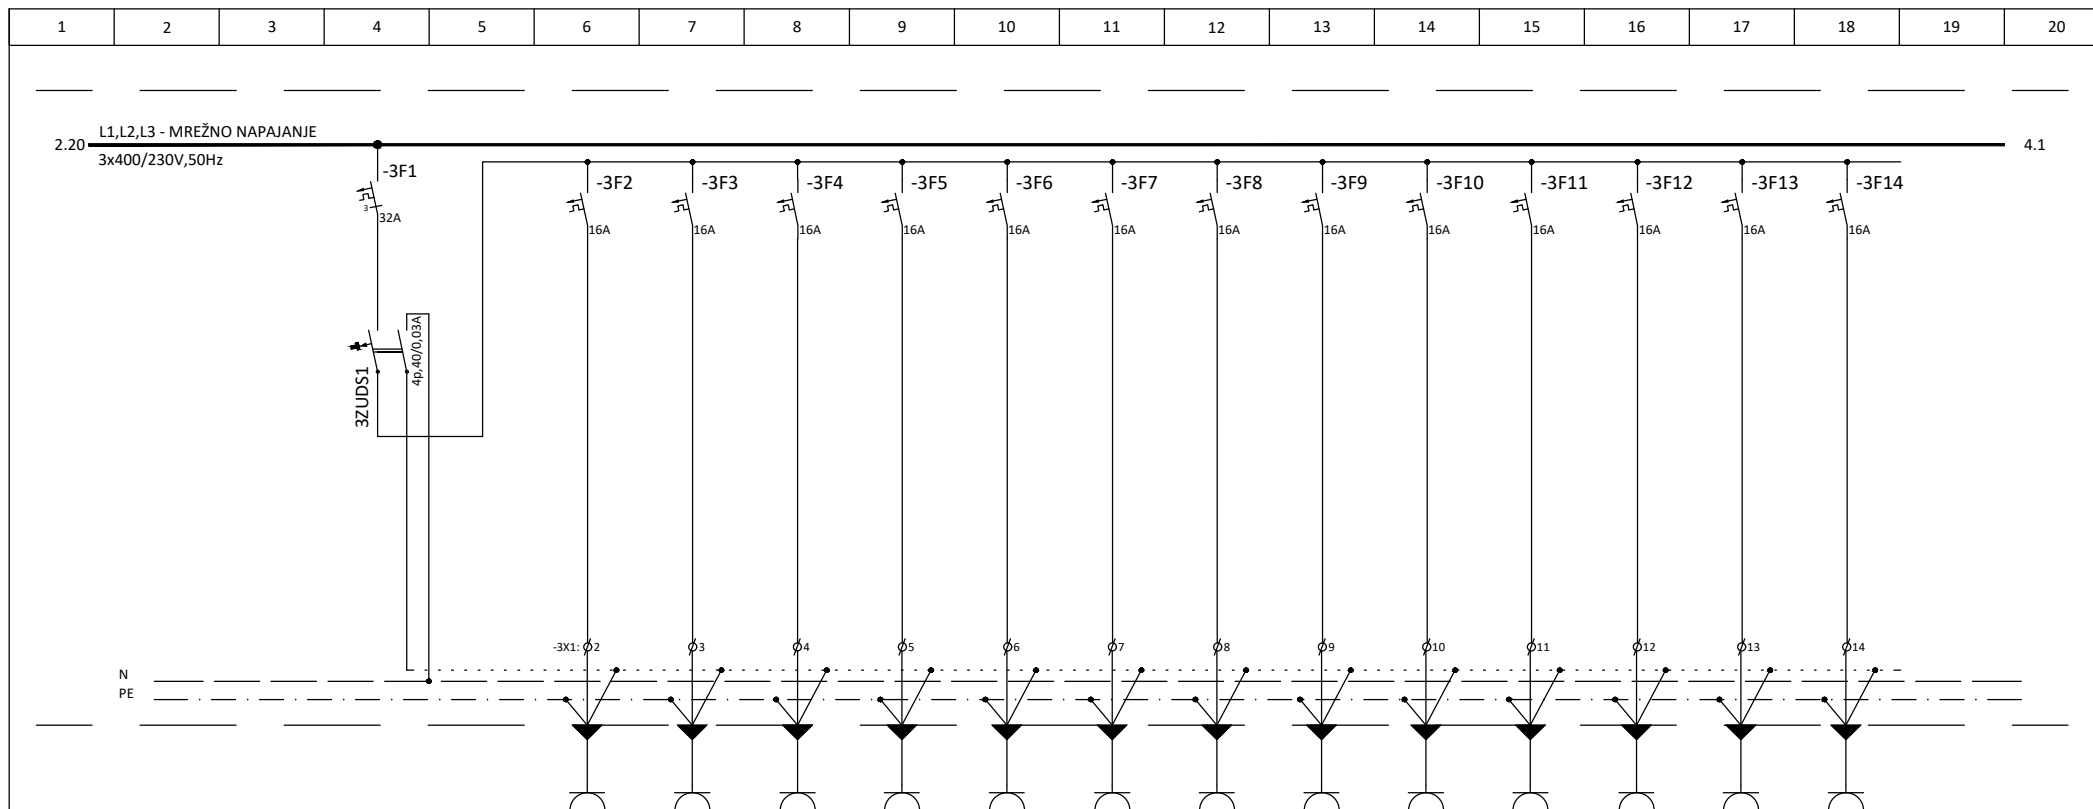 1 2 3 4 5 6 7 8 9 10 11 12 13 14 15 16 17 18 19 20
L1,L2,L3 - MREŽNO NAPAJANJE
2.20 4.1
3x400/230V,50Hz
-3F1
-3F2 -3F3 -3F4 -3F5 -3F6 -3F7 -3F8 -3F9 -3F10 -3F11 -3F12 -3F13 -3F14
3
32A
16A 16A 16A 16A 16A 16A 16A 16A 16A 16A 16A 16A 16A
4p,40/0,03A
3ZUDS1
-3X1: 2 3 4 5 6 7 8 9 10 11 12 13 14
N
PE